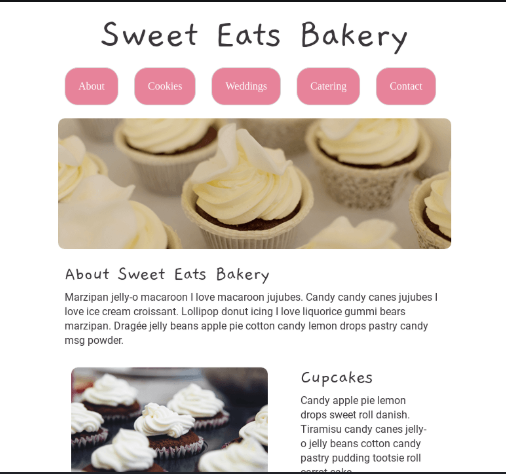 Sweet Eats Bakery
About Cookies Weddings Catering Contact
About Sweet Eats Bakery
Marzipan jelly-o macaroon I love macaroon jujubes. Candy candy canes jujubes I
love ice cream croissant. Lollipop donut icing I love liquorice gummi bears
marzipan. Dragée jelly beans apple pie cotton candy lemon drops pastry candy
msg powder.
Cupcakes
Candy apple pie lemon
drops sweet roll danish.
Tiramisu candy canes jelly-
o jelly beans cotton candy
pastry pudding tootsie roll
carrot cake